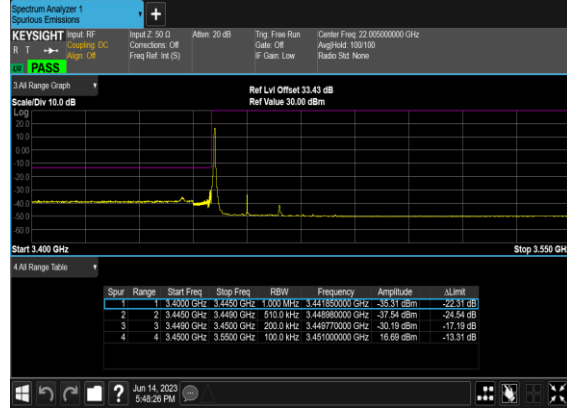 Spectrum Analyzer 1
Spurious Emissions
+
KEYSIGHT Input: RF Input Z: 50 Ω Atten: 20 dB Trig: Free Run Center Freq: 22.005000000 GHz
R T Coupling: DC Corrections: Off Gate: Off Avg|Hold: 100/100
Align: Off Freq Ref: Int (S) IF Gain: Low Radio Std: None
PASS
3 All Range Graph
Ref Lvl Offset 33.43 dB
Scale/Div 10.0 dB Ref Value 30.00 dBm
Log
20.0
10.0
0.00
-10.0
-20.0
-30.0
-40.0
-50.0
-60.0
Start 3.400 GHz Stop 3.550 GH
4 All Range Table
Spur Range Start Freq Stop Freq RBW Frequency Amplitude ΔLimit
1 1 3.4000 GHz 3.4450 GHz 1.000 MHz 3.441850000 GHz -35.31 dBm -22.31 dB
2 2 3.4450 GHz 3.4490 GHz 510.0 kHz 3.448980000 GHz -37.54 dBm -24.54 dB
3 3 3.4490 GHz 3.4500 GHz 200.0 kHz 3.449770000 GHz -30.19 dBm -17.19 dB
4 4 3.4500 GHz 3.5500 GHz 100.0 kHz 3.451000000 GHz 16.69 dBm -13.31 dB
? Jun 14, 2023
5:48:26 PM